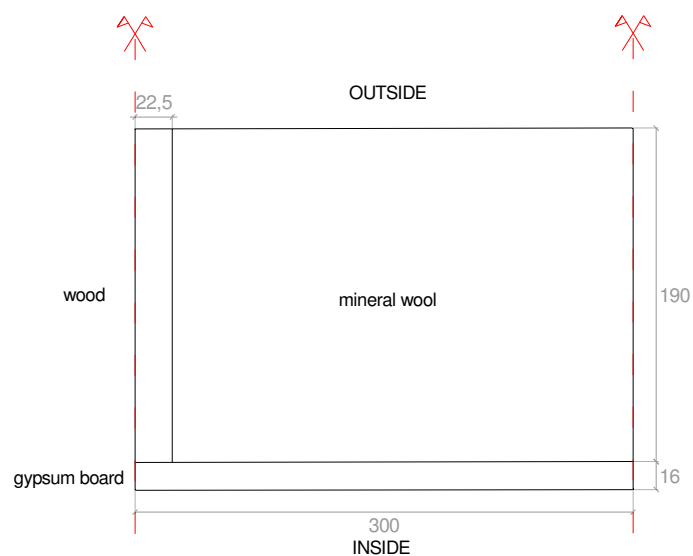 OUTSIDE
22,5
wood
mineral wool
190
gypsum board
16
300
INSIDE